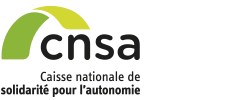 cnsa
Caisse nationale de
solidarité pour l'autonomie